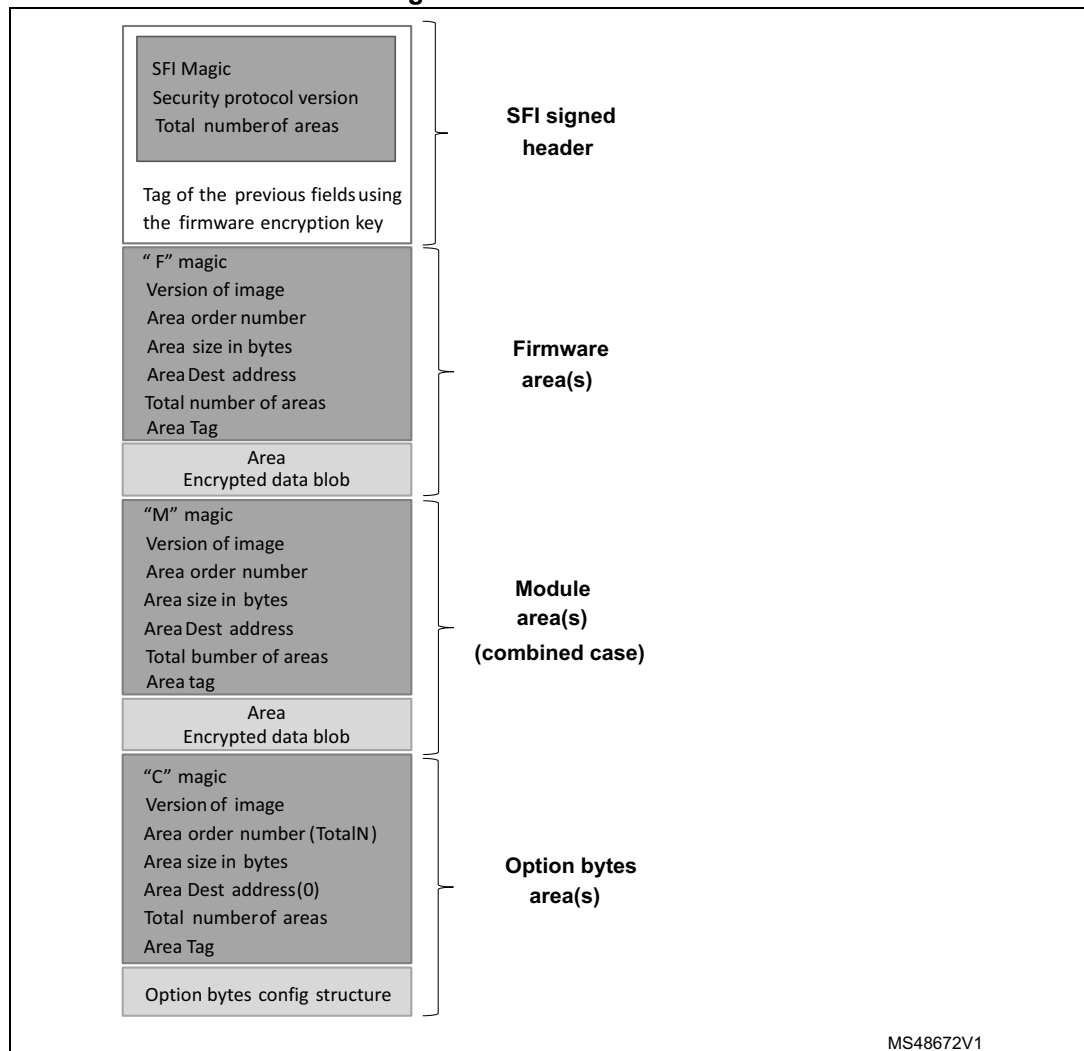 SFI Magic
Security protocol version
Total number of areas
Tag of the previous fields using
the firmware encryption key
SFI signed
header
“ F” magic
Version of image
Area order number
Area size in bytes
Area Dest address
Total number of areas
Area Tag
Area
Encrypted data blob
Firmware
area(s)
“M” magic
Version of image
Area order number
Area size in bytes
Area Dest address
Total bumber of areas
Area tag
Area
Encrypted data blob
Module
area(s)
(combined case)
“C” magic
Version of image
Area order number (TotalN)
Area size in bytes
Area Dest address(0)
Total number of areas
Area Tag
Option bytes config structure
Option bytes
area(s)
MS48672V1